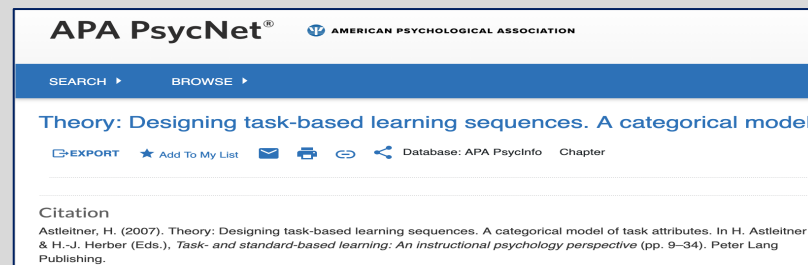 APA PsycNet® AMERICAN PSYCHOLOGICAL ASSOCIATION
SEARCH BROWSE
Theory: Designing task-based learning sequences. A categorical model
EXPORT Add To My List Database: APA PsycInfo Chapter
Citation
Astleitner, H. (2007). Theory: Designing task-based learning sequences. A categorical model of task attributes. In H. Astleitner
& H.-J. Herber (Eds.), Task- and standard-based learning: An instructional psychology perspective (pp. 9–34). Peter Lang
Publishing.